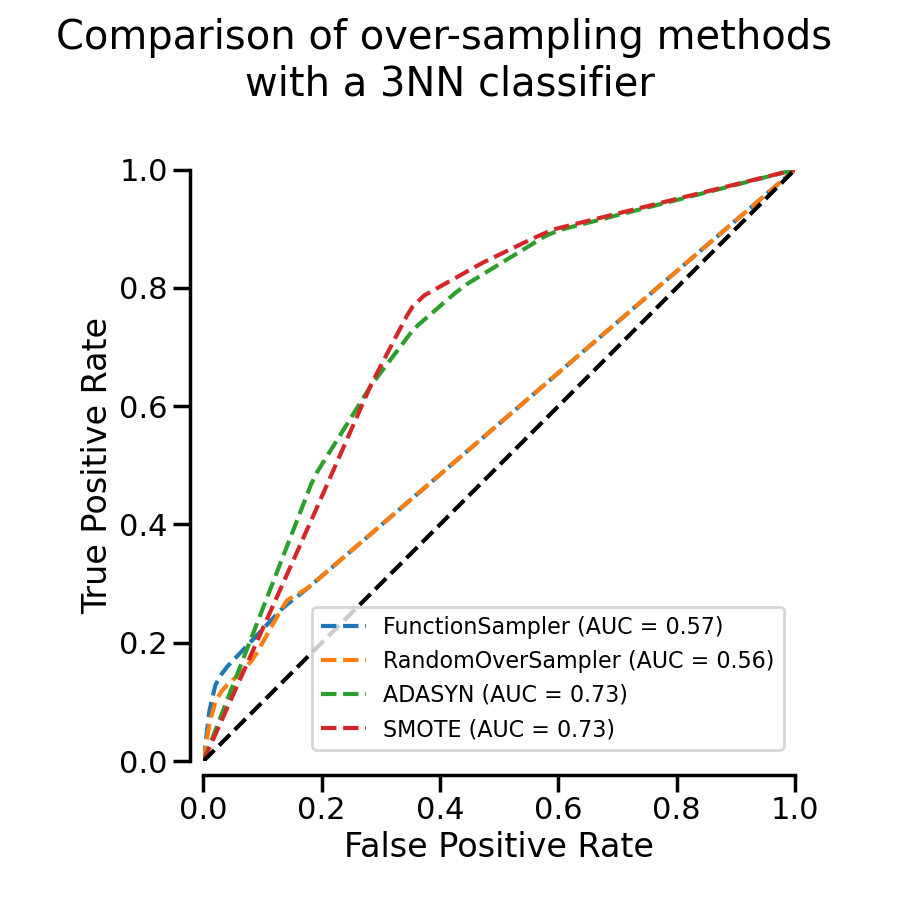 Comparison of over-sampling methods
with a 3NN classifier
1.0
0.8
0.6
0.4
0.2
0.0
True Positive Rate
FunctionSampler (AUC = 0.57)
RandomOverSampler (AUC = 0.56)
ADASYN (AUC = 0.73)
SMOTE (AUC = 0.73)
0.0 0.2 0.4 0.6 0.8 1.0
False Positive Rate